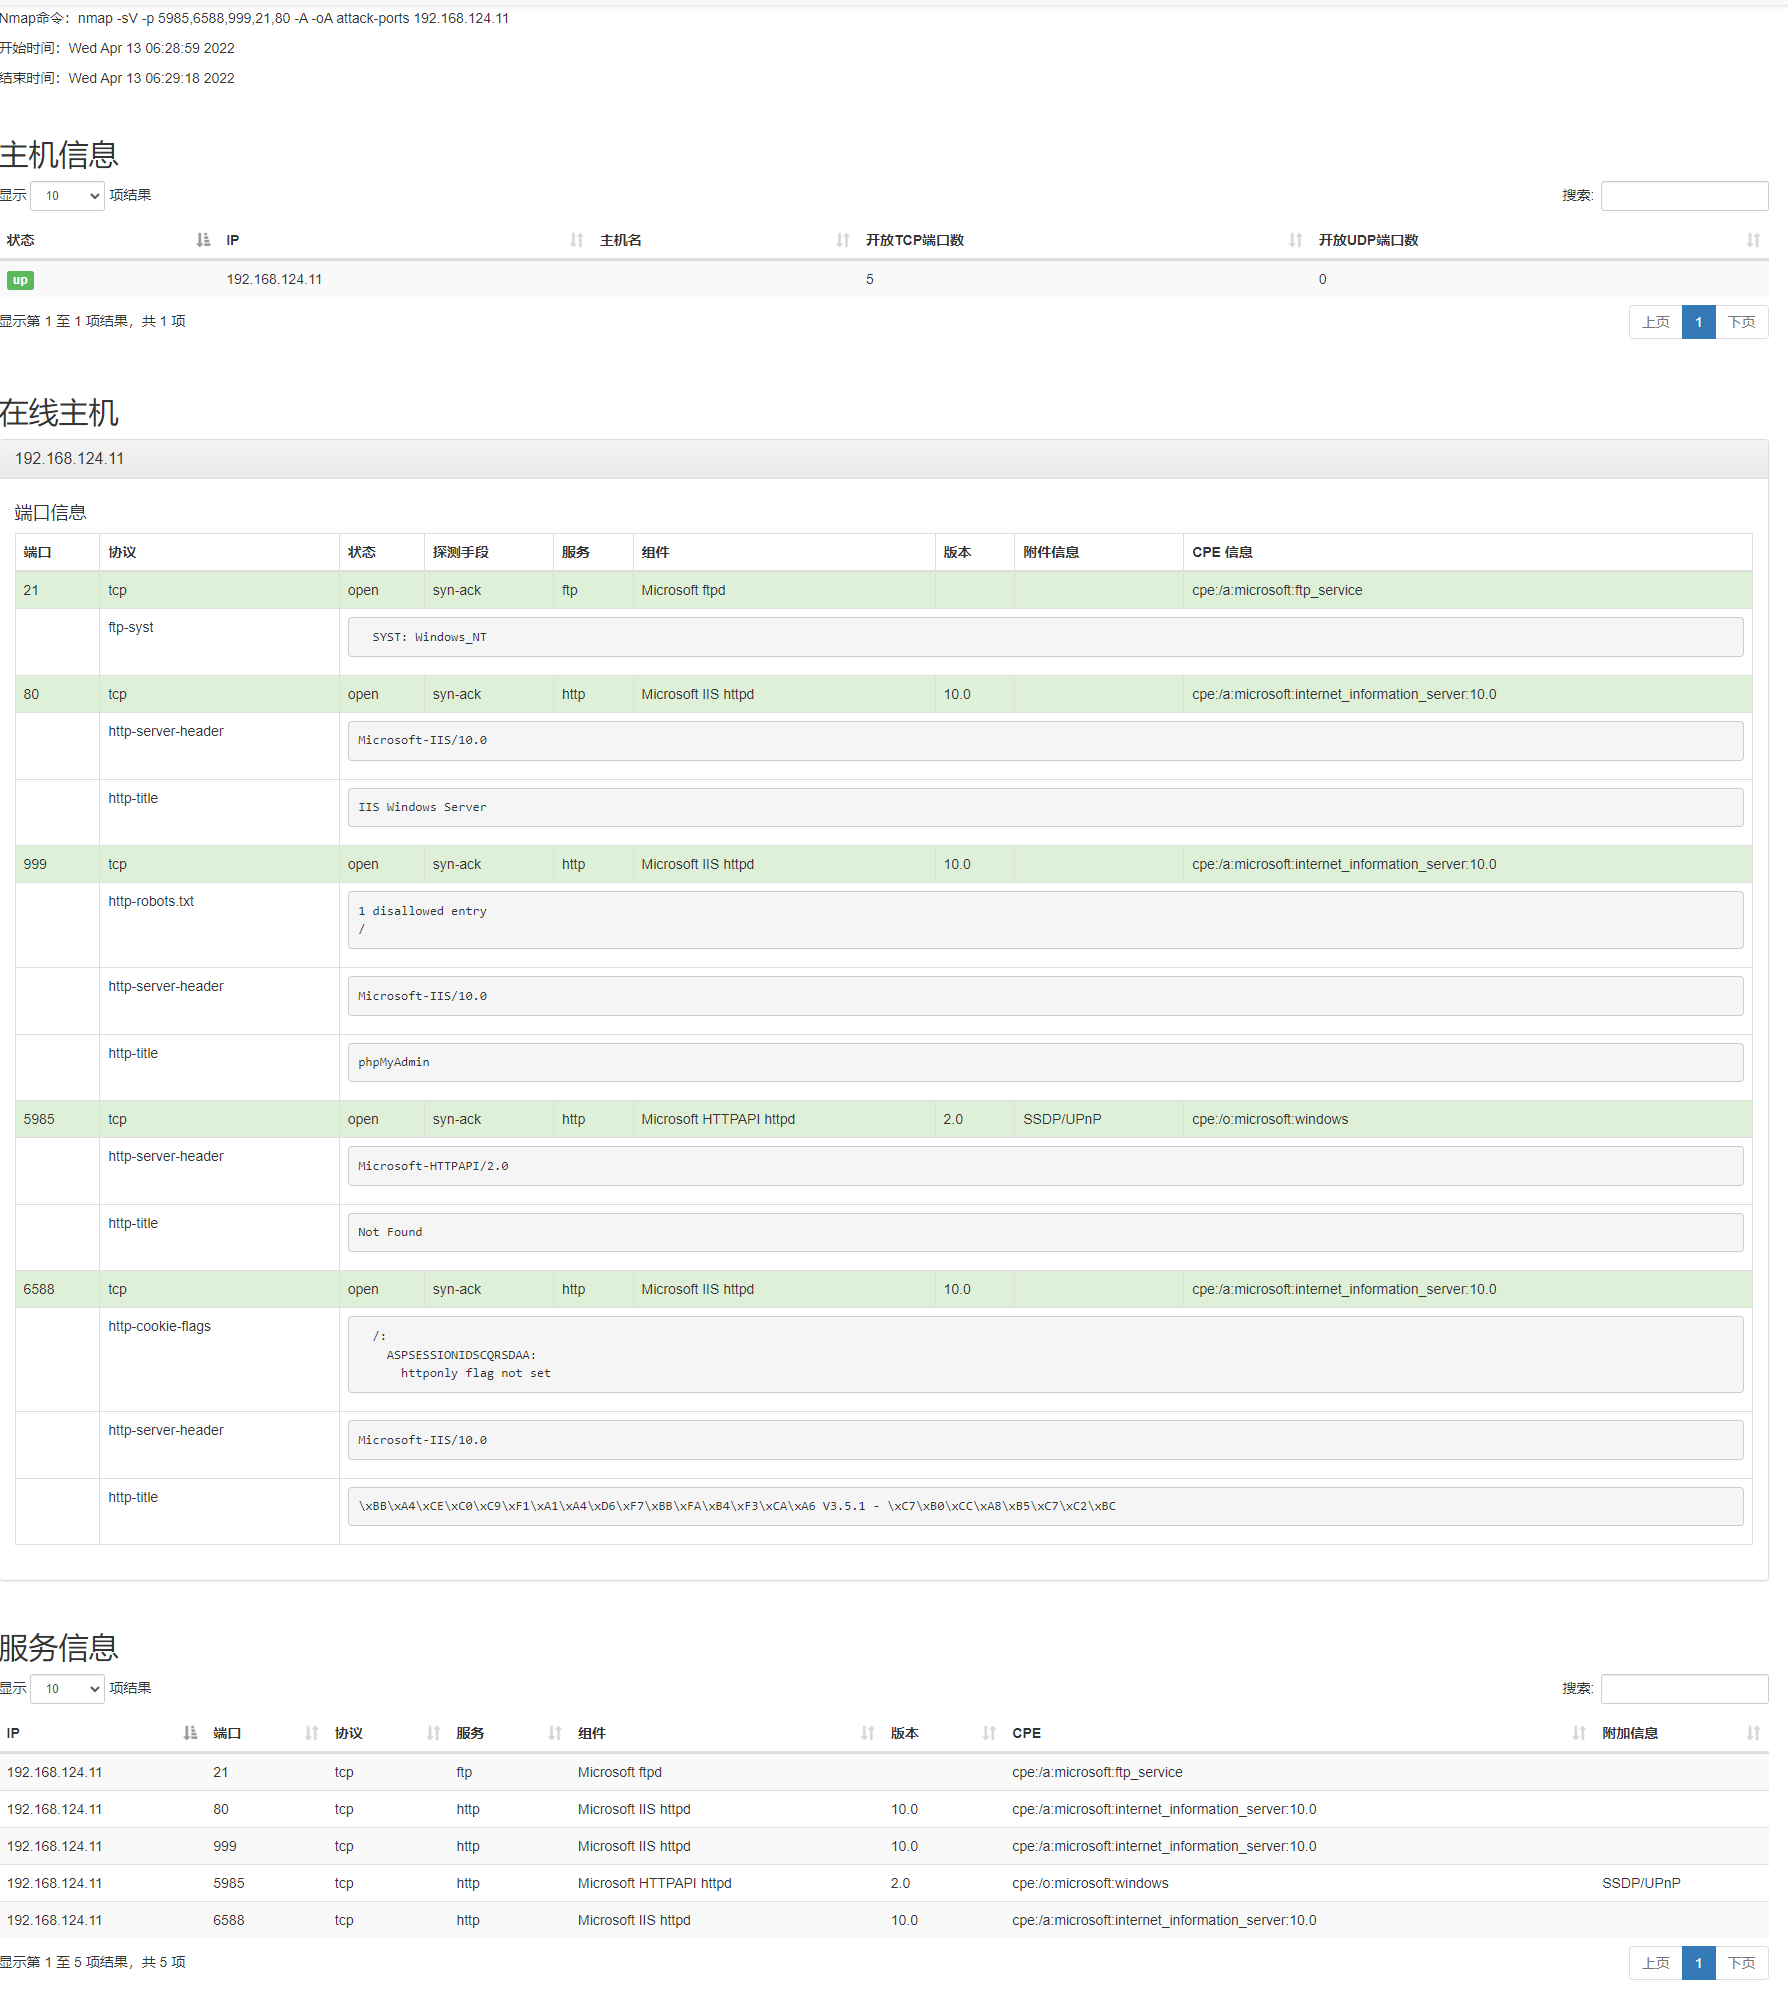 Nmap命令：nmap -sV -p 5985,6588,999,21,80 -A -oA attack-ports 192.168.124.11
开始时间：Wed Apr 13 06:28:59 2022
结束时间：Wed Apr 13 06:29:18 2022
主机信息
显示 10 项结果 搜索:
状态 IP 主机名 开放TCP端口数 开放UDP端口数
up 192.168.124.11 5 0
显示第 1 至 1 项结果，共 1 项 上页 1 下页
在线主机
192.168.124.11
端口信息
端口 协议 状态 探测手段 服务 组件 版本 附件信息 CPE 信息
21 tcp open syn-ack ftp Microsoft ftpd cpe:/a:microsoft:ftp_service
ftp-syst SYST: Windows_NT
80 tcp open syn-ack http Microsoft IIS httpd 10.0 cpe:/a:microsoft:internet_information_server:10.0
http-server-header Microsoft-IIS/10.0
http-title IIS Windows Server
999 tcp open syn-ack http Microsoft IIS httpd 10.0 cpe:/a:microsoft:internet_information_server:10.0
http-robots.txt 1 disallowed entry
/
http-server-header Microsoft-IIS/10.0
http-title phpMyAdmin
5985 tcp open syn-ack http Microsoft HTTPAPI httpd 2.0 SSDP/UPnP cpe:/o:microsoft:windows
http-server-header Microsoft-HTTPAPI/2.0
http-title Not Found
6588 tcp open syn-ack http Microsoft IIS httpd 10.0 cpe:/a:microsoft:internet_information_server:10.0
http-cookie-flags /:
ASPSESSIONIDSCQRSDAA:
httponly flag not set
http-server-header Microsoft-IIS/10.0
http-title \xBB\xA4\xCE\xC0\xC9\xF1\xA1\xA4\xD6\xF7\xBB\xFA\xB4\xF3\xCA\xA6 V3.5.1 - \xC7\xB0\xCC\xA8\xB5\xC7\xC2\xBC
服务信息
显示 10 项结果 搜索:
IP 端口 协议 服务 组件 版本 CPE 附加信息
192.168.124.11 21 tcp ftp Microsoft ftpd cpe:/a:microsoft:ftp_service
192.168.124.11 80 tcp http Microsoft IIS httpd 10.0 cpe:/a:microsoft:internet_information_server:10.0
192.168.124.11 999 tcp http Microsoft IIS httpd 10.0 cpe:/a:microsoft:internet_information_server:10.0
192.168.124.11 5985 tcp http Microsoft HTTPAPI httpd 2.0 cpe:/o:microsoft:windows SSDP/UPnP
192.168.124.11 6588 tcp http Microsoft IIS httpd 10.0 cpe:/a:microsoft:internet_information_server:10.0
显示第 1 至 5 项结果，共 5 项 上页 1 下页